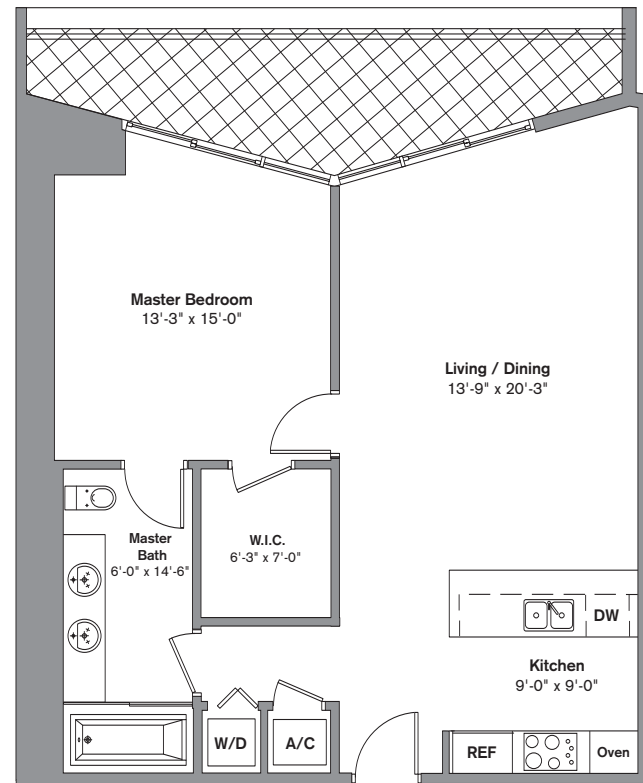 Master Bedroom
13'-3" x 15'-0"
Living / Dining
13'-9" x 20'-3"
Master
Bath
6'-0" x 14'-6"
W.I.C.
6'-3" x 7'-0"
DW
Kitchen
9'-0" x 9'-0"
W/D
A/C
REF
Oven